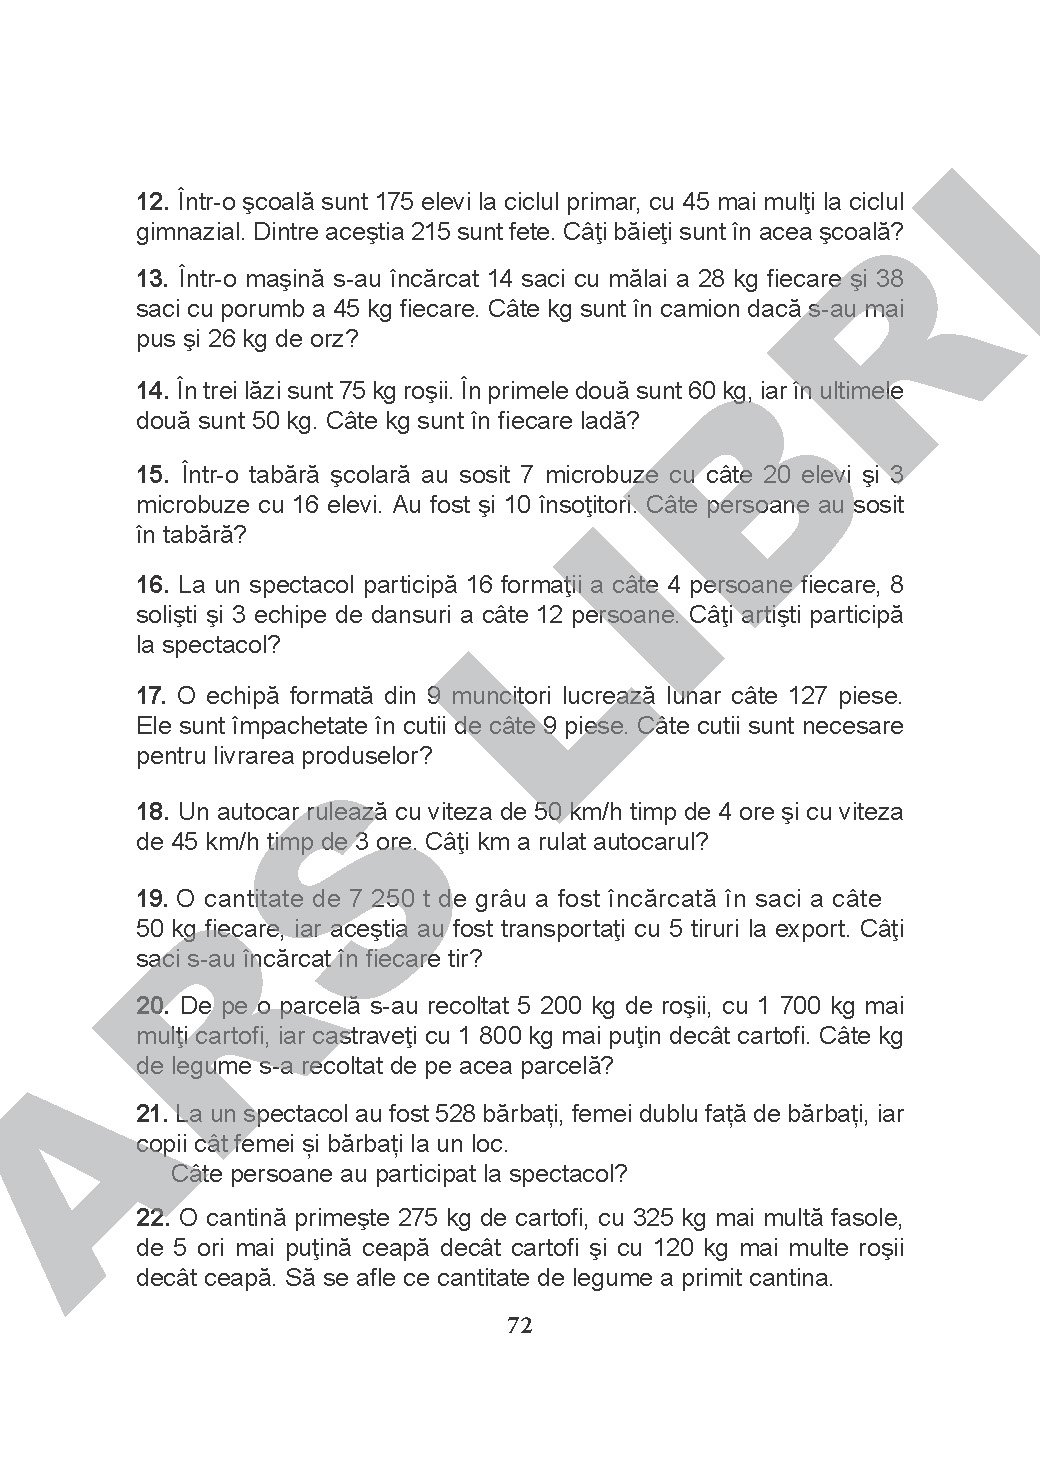 12. Într-o şcoală sunt 175 elevi la ciclul primar, cu 45 mai mulţi la ciclul
gimnazial. Dintre aceştia 215 sunt fete. Câţi băieţi sunt în acea şcoală?
13. Într-o maşină s-au încărcat 14 saci cu mălai a 28 kg fiecare şi 38
saci cu porumb a 45 kg fiecare. Câte kg sunt în camion dacă s-au mai
pus şi 26 kg de orz?
14. În trei lăzi sunt 75 kg roşii. În primele două sunt 60 kg, iar în ultimele
două sunt 50 kg. Câte kg sunt în fiecare ladă?
15. Într-o tabără şcolară au sosit 7 microbuze cu câte 20 elevi şi 3
microbuze cu 16 elevi. Au fost şi 10 însoţitori. Câte persoane au sosit
în tabără?
16. La un spectacol participă 16 formaţii a câte 4 persoane fiecare, 8
solişti şi 3 echipe de dansuri a câte 12 persoane. Câţi artişti participă
la spectacol?
17. O echipă formată din 9 muncitori lucrează lunar câte 127 piese.
Ele sunt împachetate în cutii de câte 9 piese. Câte cutii sunt necesare
pentru livrarea produselor?
18. Un autocar rulează cu viteza de 50 km/h timp de 4 ore şi cu viteza
de 45 km/h timp de 3 ore. Câţi km a rulat autocarul?
19. O cantitate de 7 250 t de grâu a fost încărcată în saci a câte
50 kg fiecare, iar aceştia au fost transportaţi cu 5 tiruri la export. Câţi
saci s-au încărcat în fiecare tir?
20. De pe o parcelă s-au recoltat 5 200 kg de roşii, cu 1 700 kg mai
mulţi cartofi, iar castraveţi cu 1 800 kg mai puţin decât cartofi. Câte kg
de legume s-a recoltat de pe acea parcelă?
21. La un spectacol au fost 528 bărbați, femei dublu față de bărbați, iar
copii cât femei și bărbați la un loc.
Câte persoane au participat la spectacol?
22. O cantină primeşte 275 kg de cartofi, cu 325 kg mai multă fasole,
de 5 ori mai puţină ceapă decât cartofi şi cu 120 kg mai multe roşii
decât ceapă. Să se afle ce cantitate de legume a primit cantina.
72
ARS LIBRI